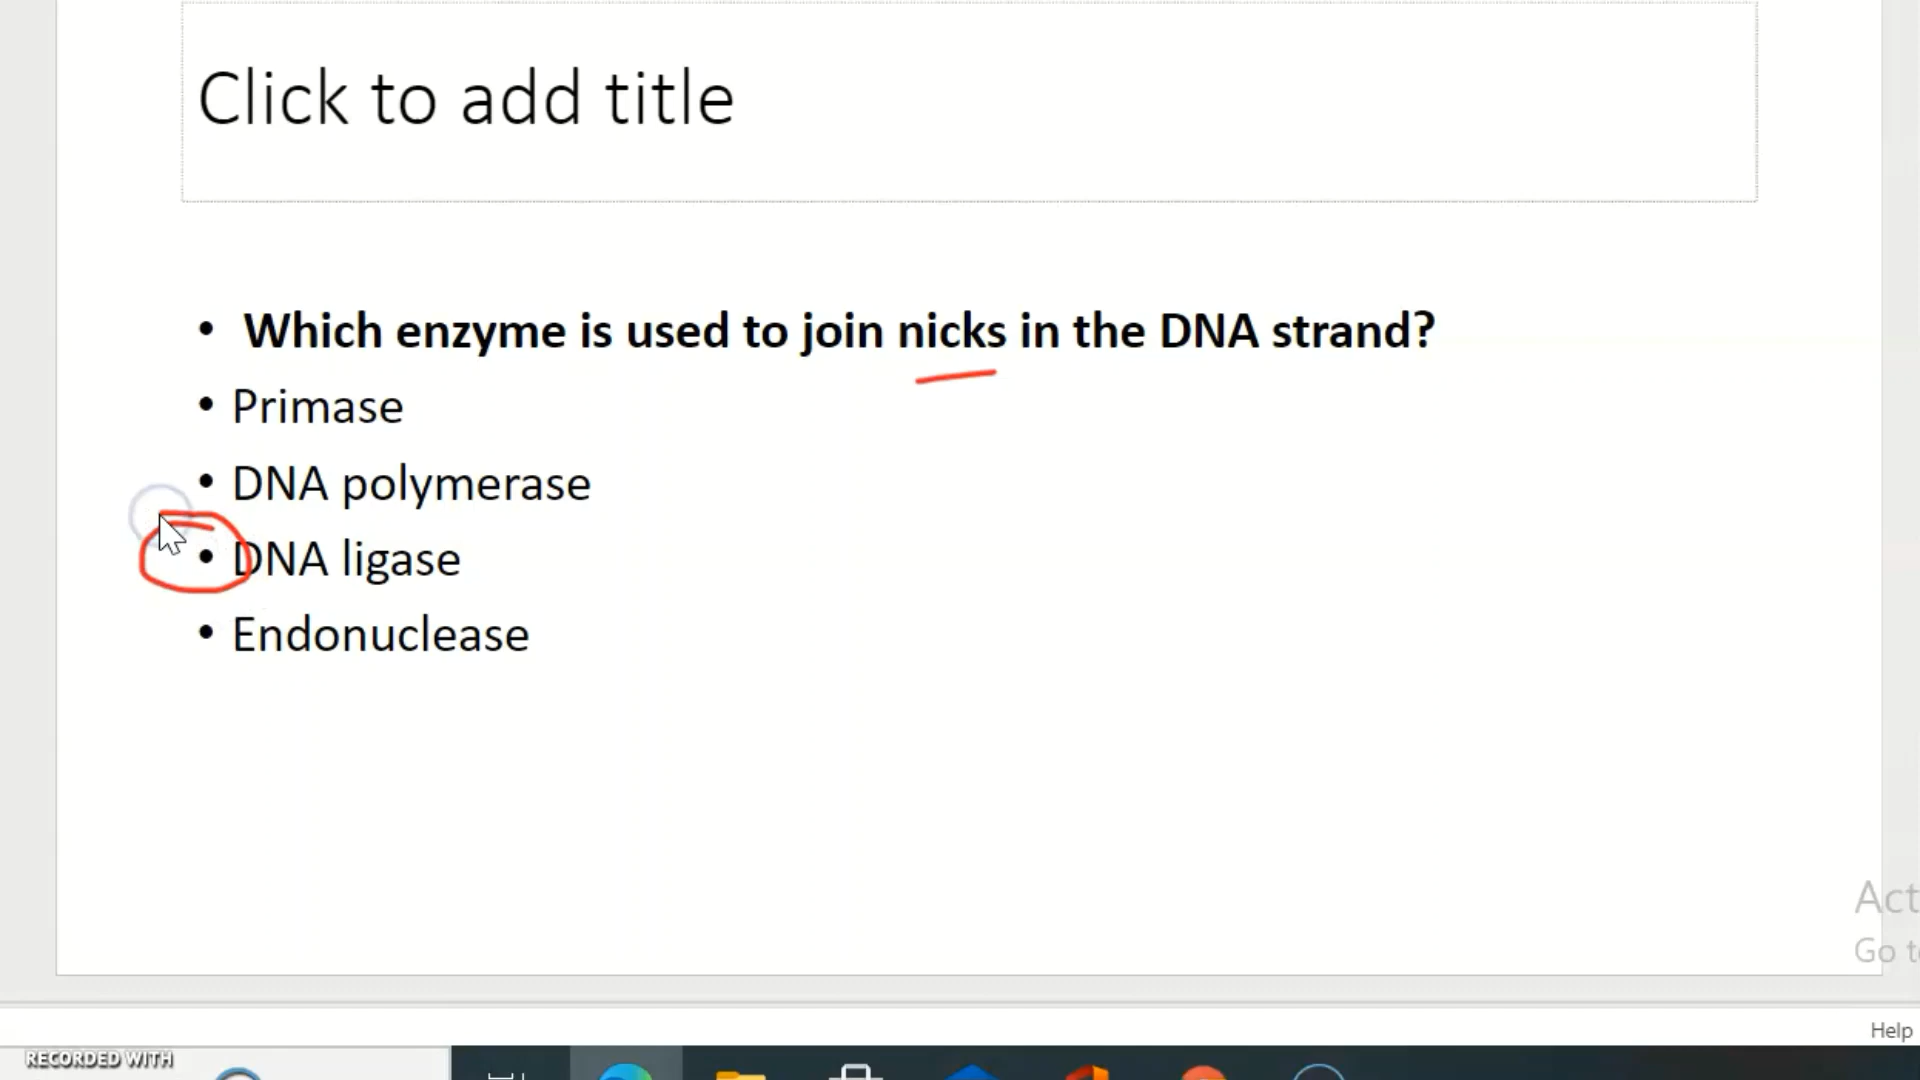 Click to add title
• Which enzyme is used to join nicks in the DNA strand?
• Primase
• DNA polymerase
• DNA ligase
• Endonuclease
Act
Go t
Help
RECORDED WITH